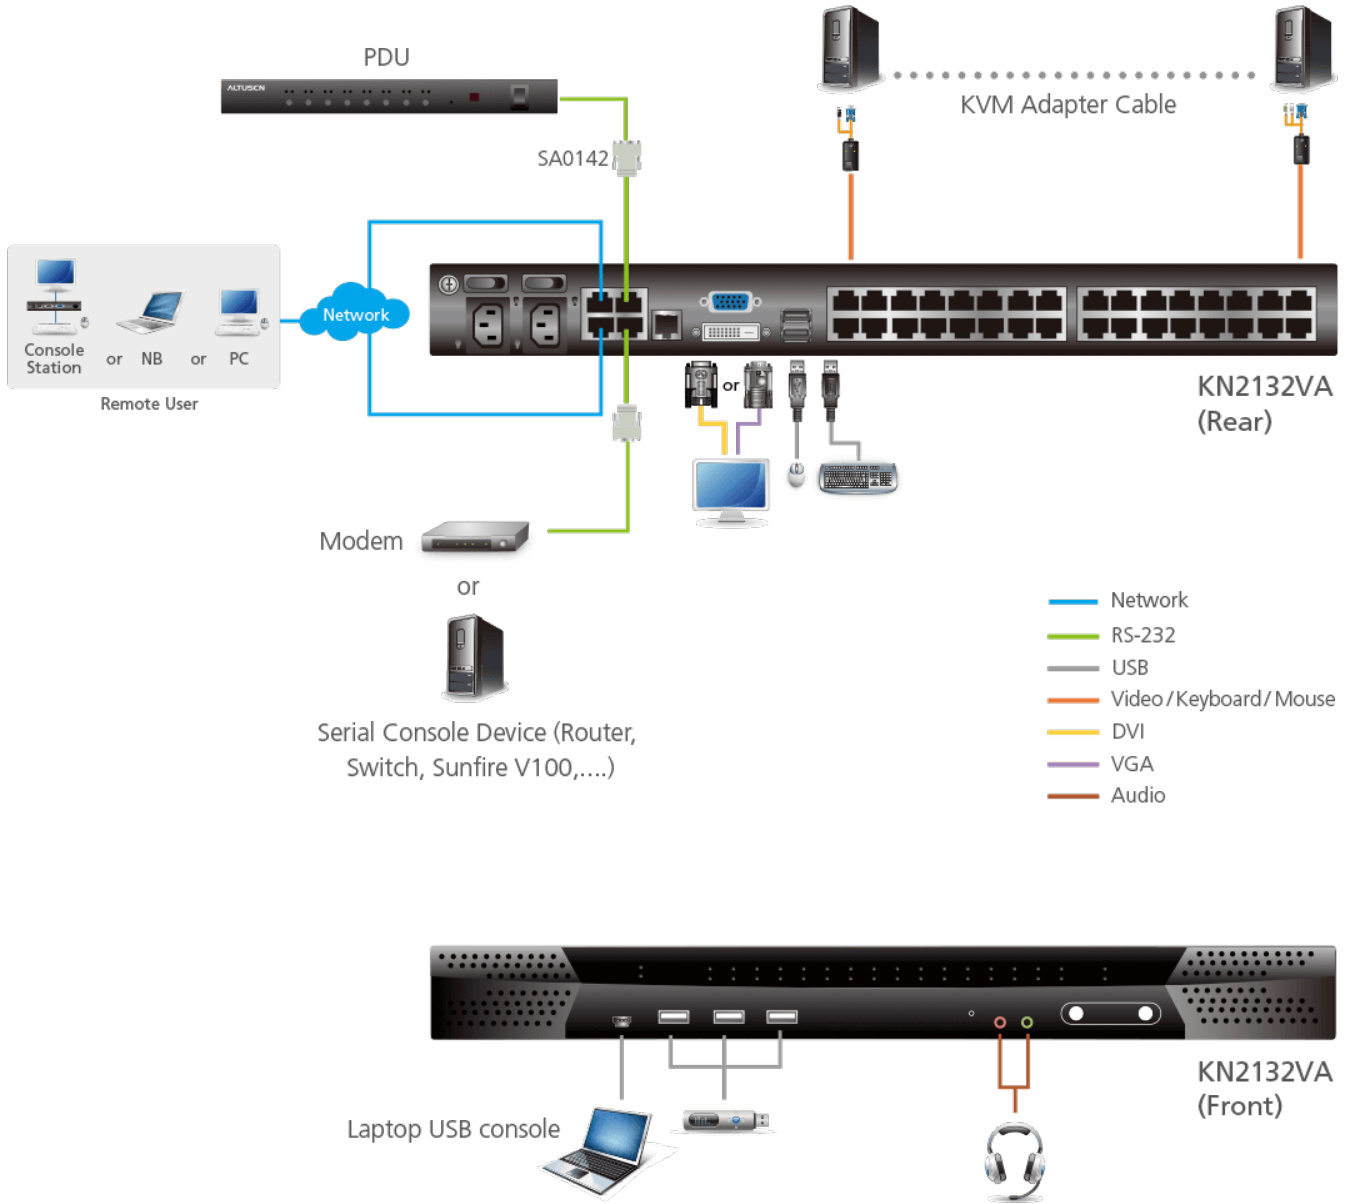 PDU
ALTUSEN
SA0142
KVM Adapter Cable
Network
Console
Station
or
NB
or
PC
Remote User
or
KN2132VA
(Rear)
Modem
or
Serial Console Device (Router,
Switch, Sunfire V100,....)
Network
RS-232
USB
Video/Keyboard/Mouse
DVI
VGA
Audio
KN2132VA
(Front)
Laptop USB console